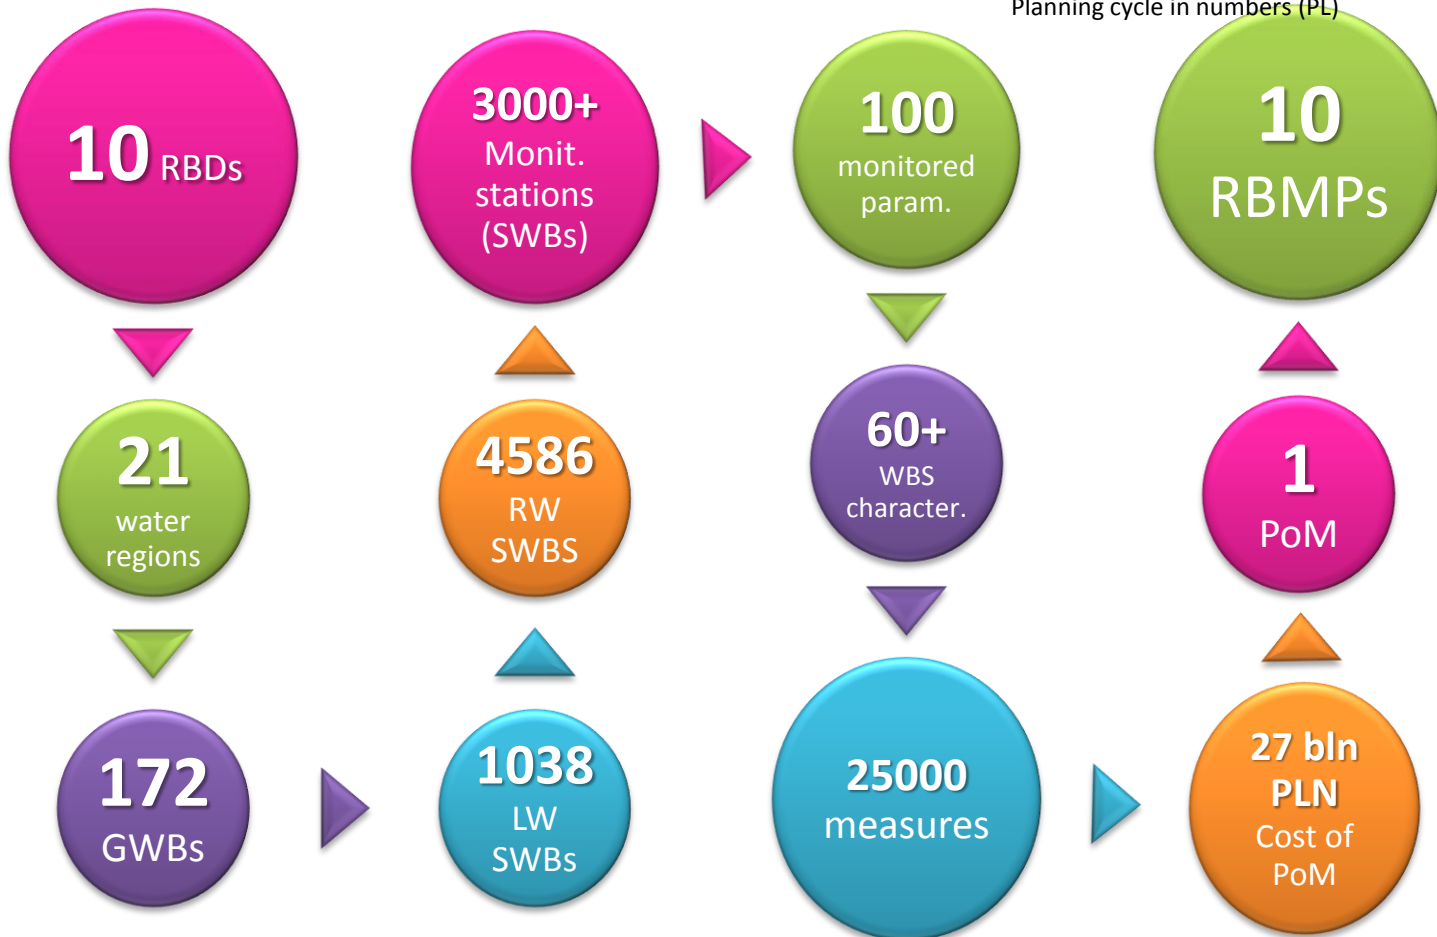 Planning cycle in numbers (PL)
10 RBDs
21
water
regions
172
GWBs
1038
LW
SWBs
4586
RW
SWBS
3000+
Monit.
stations
(SWBs)
100
monitored
param.
60+
WBS
character.
25000
measures
27 bln
PLN
Cost of
PoM
1
PoM
10
RBMPs